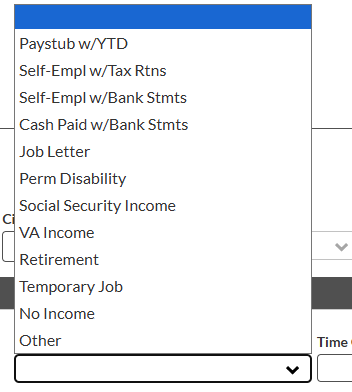 Paystub w/YTD
Self-Empl w/Tax Rtns
Self-Empl w/Bank Stmts
Cash Paid w/Bank Stmts
Job Letter
Perm Disability
Social Security Income
VA Income
Retirement
Temporary Job
No Income
Other
Time